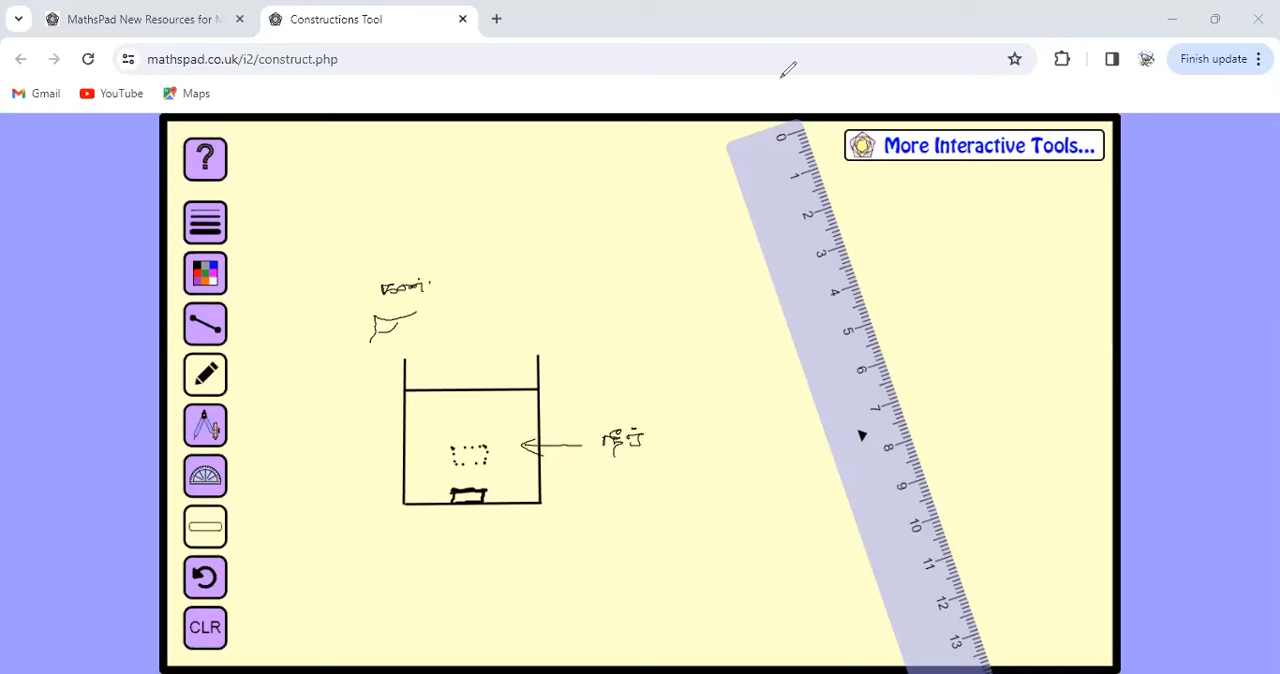 MathsPad New Resources for M
Constructions Tool
mathspad.co.uk/i2/construct.php
Finish update
Gmail
YouTube
Maps
?
More Interactive Tools...
0
1
2
3
4
5
6
7
8
9
10
11
12
13
CLR